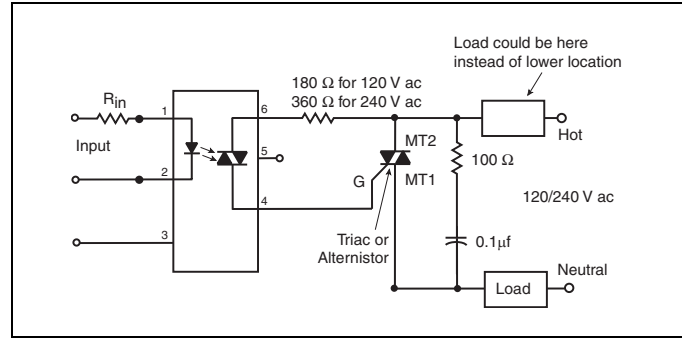 Load could be here
instead of lower location
180 Ω for 120 V ac
360 Ω for 240 V ac
Hot
Rin
1
6
Input
5
2
4
3
MT2
MT1
G
100 Ω
120/240 V ac
Triac or
Alternistor
0.1µf
Neutral
Load